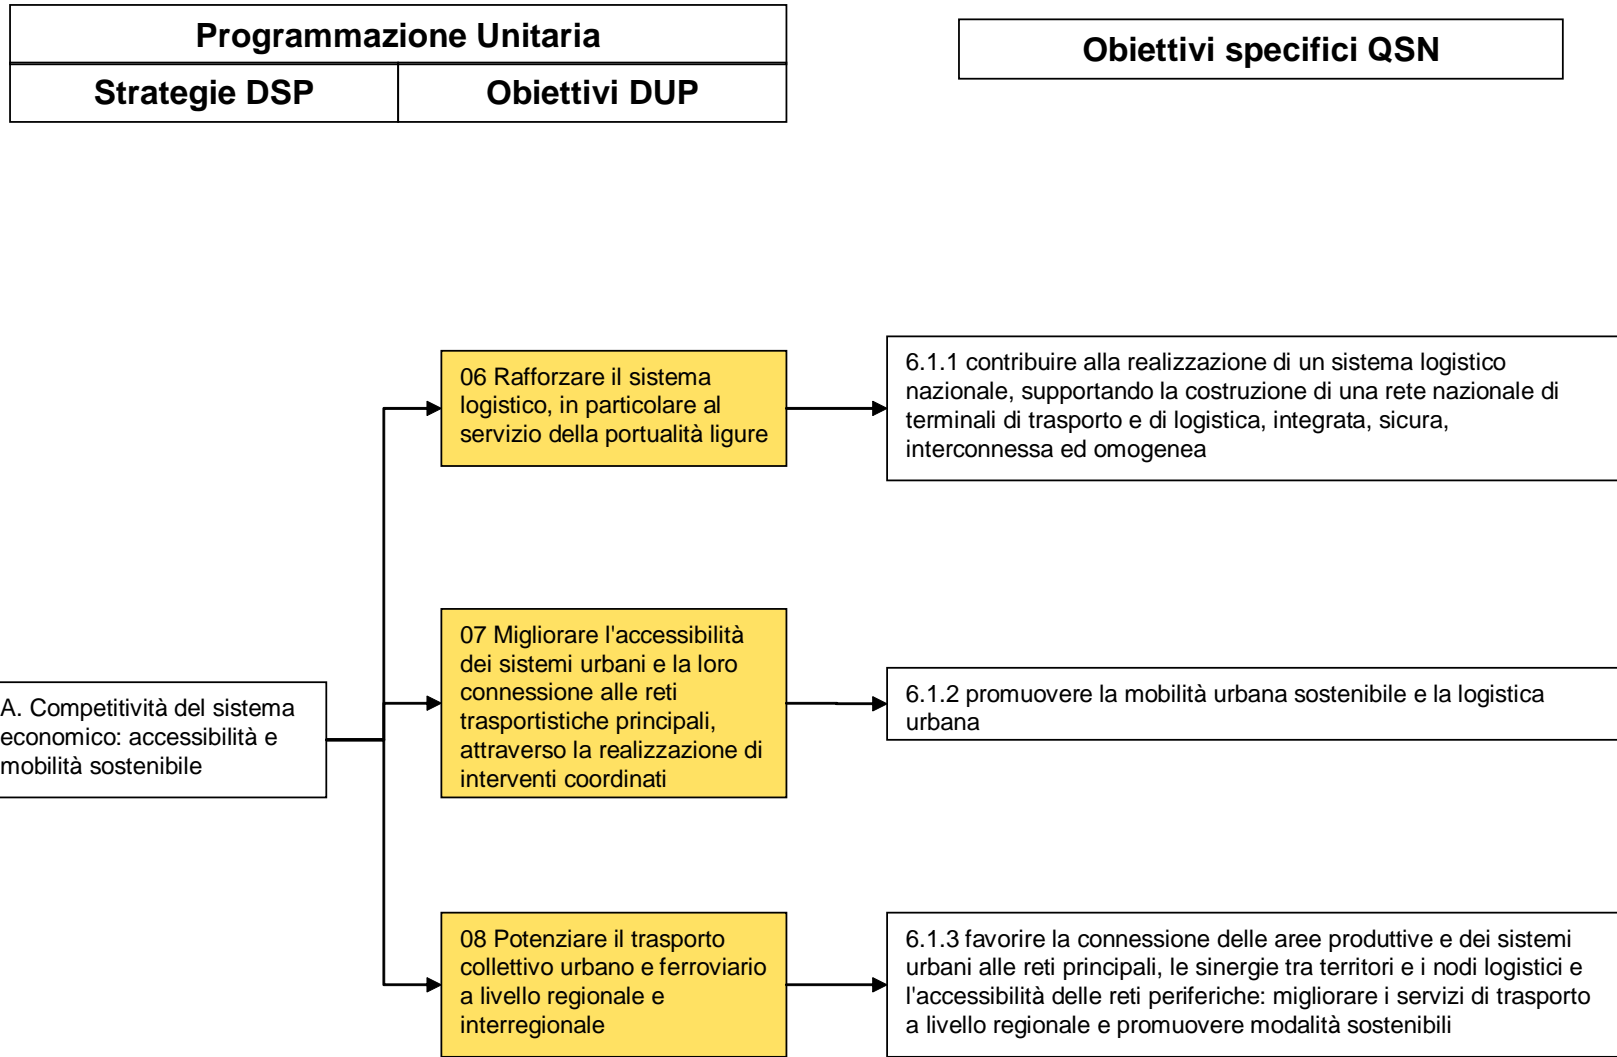 Programmazione Unitaria
Strategie DSP
Obiettivi DUP
Obiettivi specifici QSN
A. Competitività del sistema
economico: accessibilità e
mobilità sostenibile
06 Rafforzare il sistema
logistico, in particolare al
servizio della portualità ligure
6.1.1 contribuire alla realizzazione di un sistema logistico
nazionale, supportando la costruzione di una rete nazionale di
terminali di trasporto e di logistica, integrata, sicura,
interconnessa ed omogenea
07 Migliorare l'accessibilità
dei sistemi urbani e la loro
connessione alle reti
trasportistiche principali,
attraverso la realizzazione di
interventi coordinati
6.1.2 promuovere la mobilità urbana sostenibile e la logistica
urbana
08 Potenziare il trasporto
collettivo urbano e ferroviario
a livello regionale e
interregionale
6.1.3 favorire la connessione delle aree produttive e dei sistemi
urbani alle reti principali, le sinergie tra territori e i nodi logistici e
l'accessibilità delle reti periferiche: migliorare i servizi di trasporto
a livello regionale e promuovere modalità sostenibili